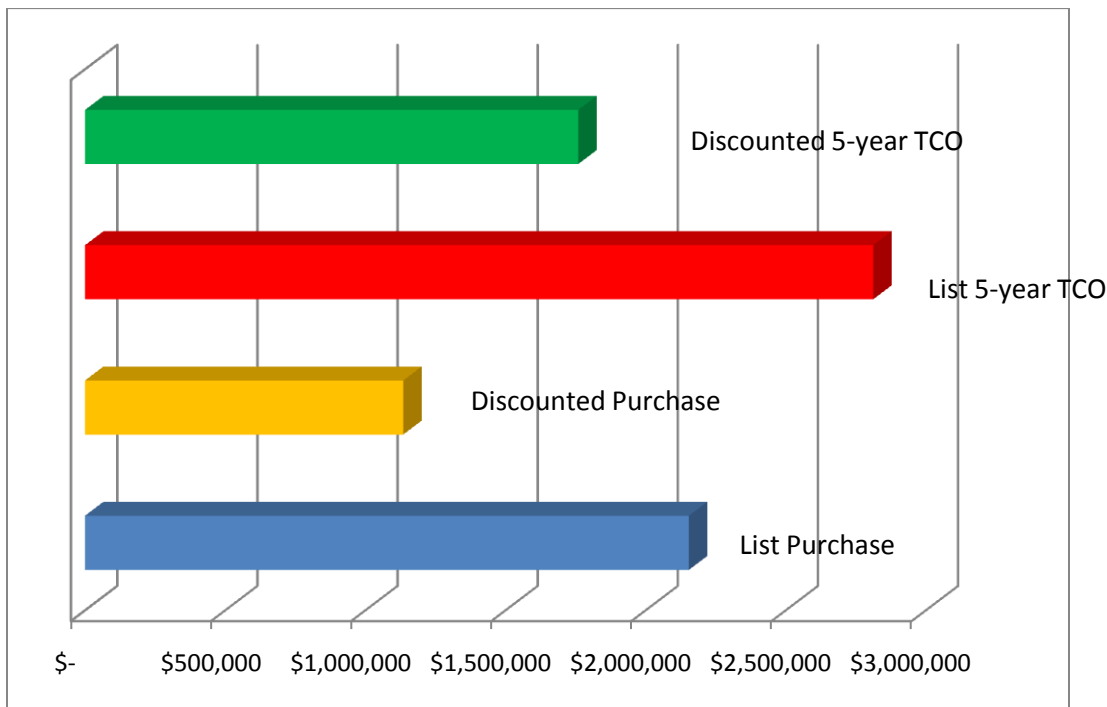 Discounted 5-year TCO
List 5-year TCO
Discounted Purchase
List Purchase
$- $500,000 $1,000,000 $1,500,000 $2,000,000 $2,500,000 $3,000,000